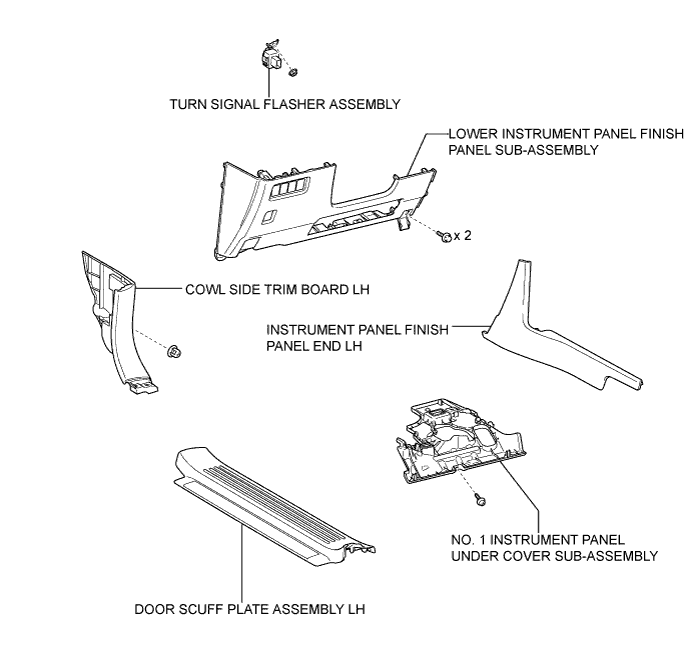 TURN SIGNAL FLASHER ASSEMBLY
LOWER INSTRUMENT PANEL FINISH
PANEL SUB-ASSEMBLY
x 2
COWL SIDE TRIM BOARD LH
INSTRUMENT PANEL FINISH
PANEL END LH
NO. 1 INSTRUMENT PANEL
UNDER COVER SUB-ASSEMBLY
DOOR SCUFF PLATE ASSEMBLY LH